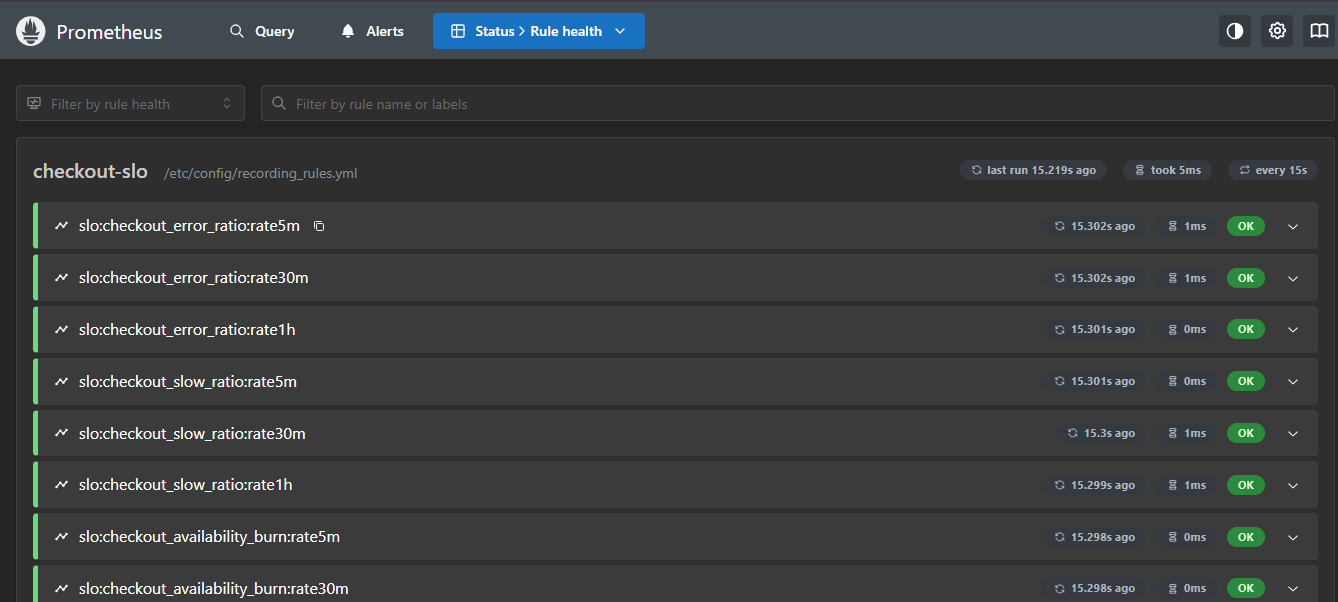 Prometheus Query Alerts Status > Rule health
Filter by rule health Filter by rule name or labels
checkout-slo /etc/config/recording_rules.yml last run 15.219s ago took 5ms every 15s
slo:checkout_error_ratio:rate5m 15.302s ago 1ms OK
slo:checkout_error_ratio:rate30m 15.302s ago 1ms OK
slo:checkout_error_ratio:rate1h 15.301s ago 0ms OK
slo:checkout_slow_ratio:rate5m 15.301s ago 0ms OK
slo:checkout_slow_ratio:rate30m 15.3s ago 1ms OK
slo:checkout_slow_ratio:rate1h 15.299s ago 1ms OK
slo:checkout_availability_burn:rate5m 15.298s ago 0ms OK
slo:checkout_availability_burn:rate30m 15.298s ago 0ms OK